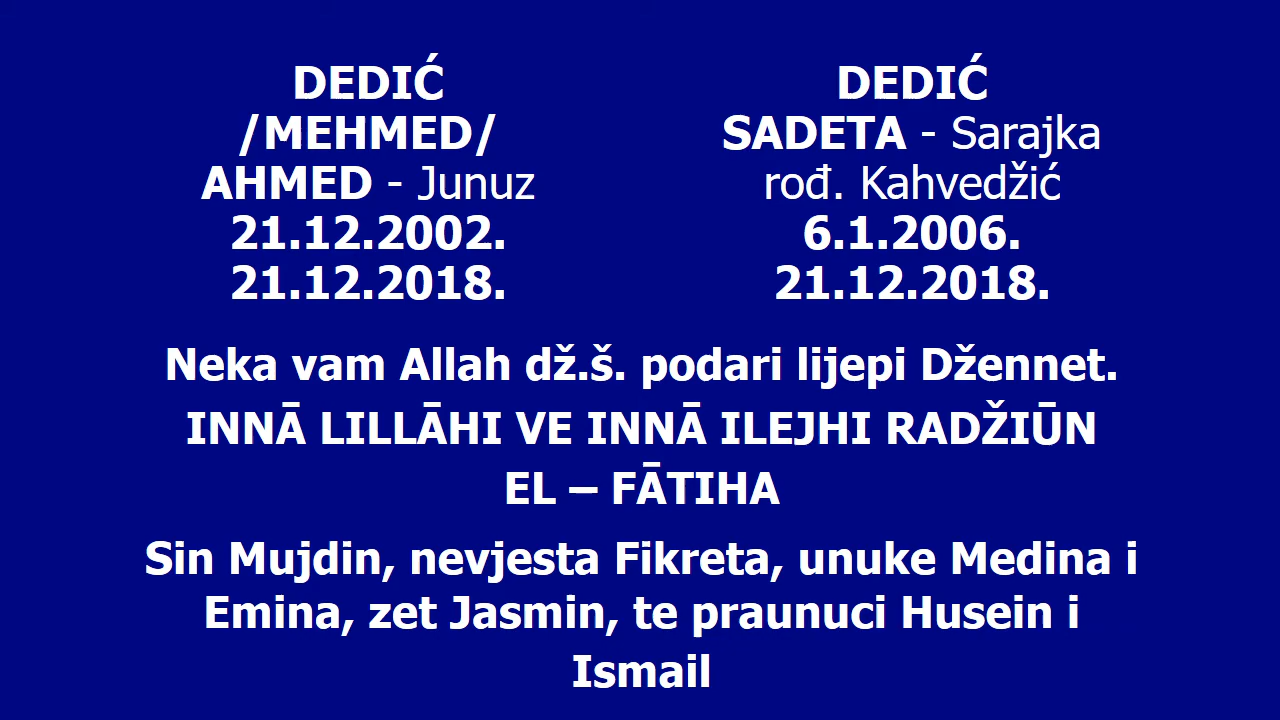 DEDIĆ
/MEHMED/
AHMED - Junuz
21.12.2002.
21.12.2018.
DEDIĆ
SADETA - Sarajka
rođ. Kahvedžić
6.1.2006.
21.12.2018.
Neka vam Allah dž.š. podari lijepi Džennet.
INNĀ LILLĀHI VE INNĀ ILEJHI RADŽIŪN
EL – FĀTIHA
Sin Mujdin, nevjesta Fikreta, unuke Medina i
Emina, zet Jasmin, te praunuci Husein i
Ismail